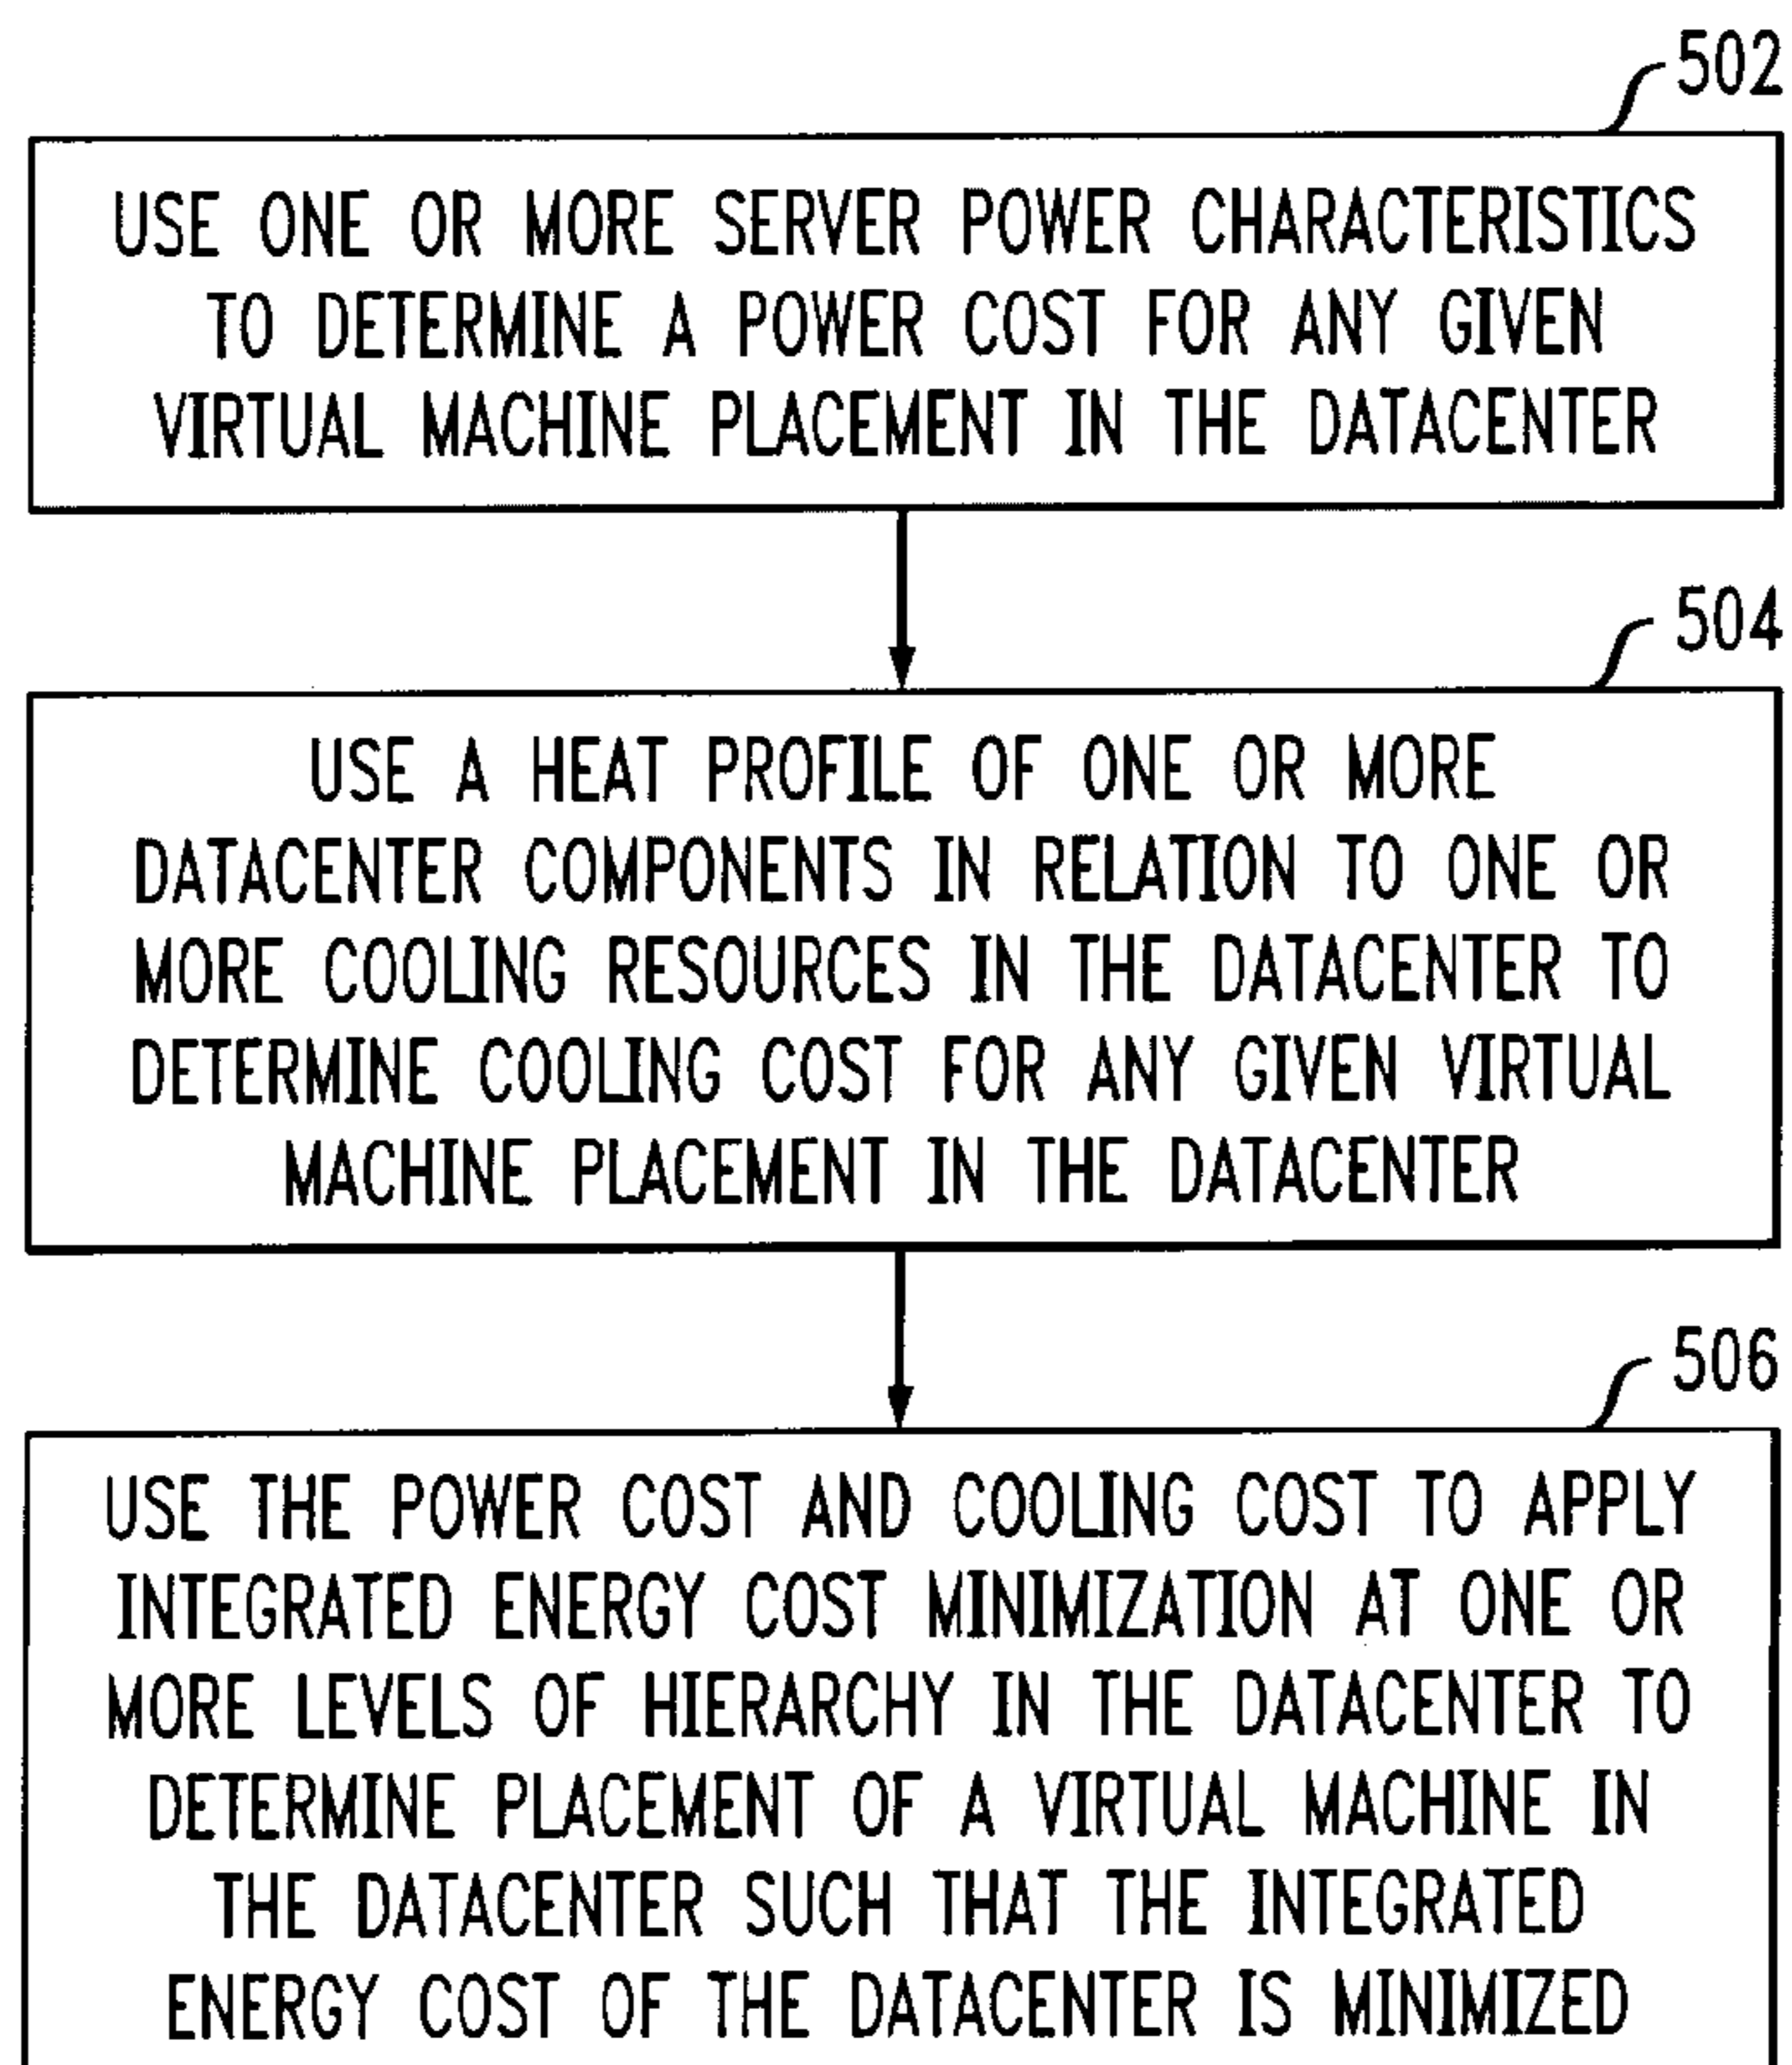 502
USE ONE OR MORE SERVER POWER CHARACTERISTICS
TO DETERMINE A POWER COST FOR ANY GIVEN
VIRTUAL MACHINE PLACEMENT IN THE DATACENTER
504
USE A HEAT PROFILE OF ONE OR MORE
DATACENTER COMPONENTS IN RELATION TO ONE OR
MORE COOLING RESOURCES IN THE DATACENTER TO
DETERMINE COOLING COST FOR ANY GIVEN VIRTUAL
MACHINE PLACEMENT IN THE DATACENTER
506
USE THE POWER COST AND COOLING COST TO APPLY
INTEGRATED ENERGY COST MINIMIZATION AT ONE OR
MORE LEVELS OF HIERARCHY IN THE DATACENTER TO
DETERMINE PLACEMENT OF A VIRTUAL MACHINE IN
THE DATACENTER SUCH THAT THE INTEGRATED
ENERGY COST OF THE DATACENTER IS MINIMIZED